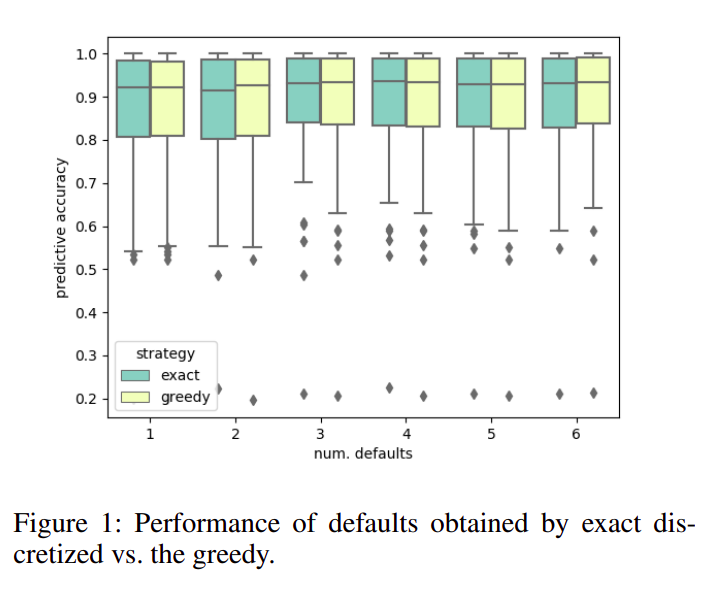 1.0
0.9
0.8
0.7
0.6
0.5
0.4
0.3
0.2
predictive accuracy
strategy
exact
greedy
1 2 3 4 5 6
num. defaults
Figure 1: Performance of defaults obtained by exact dis-
cretized vs. the greedy.